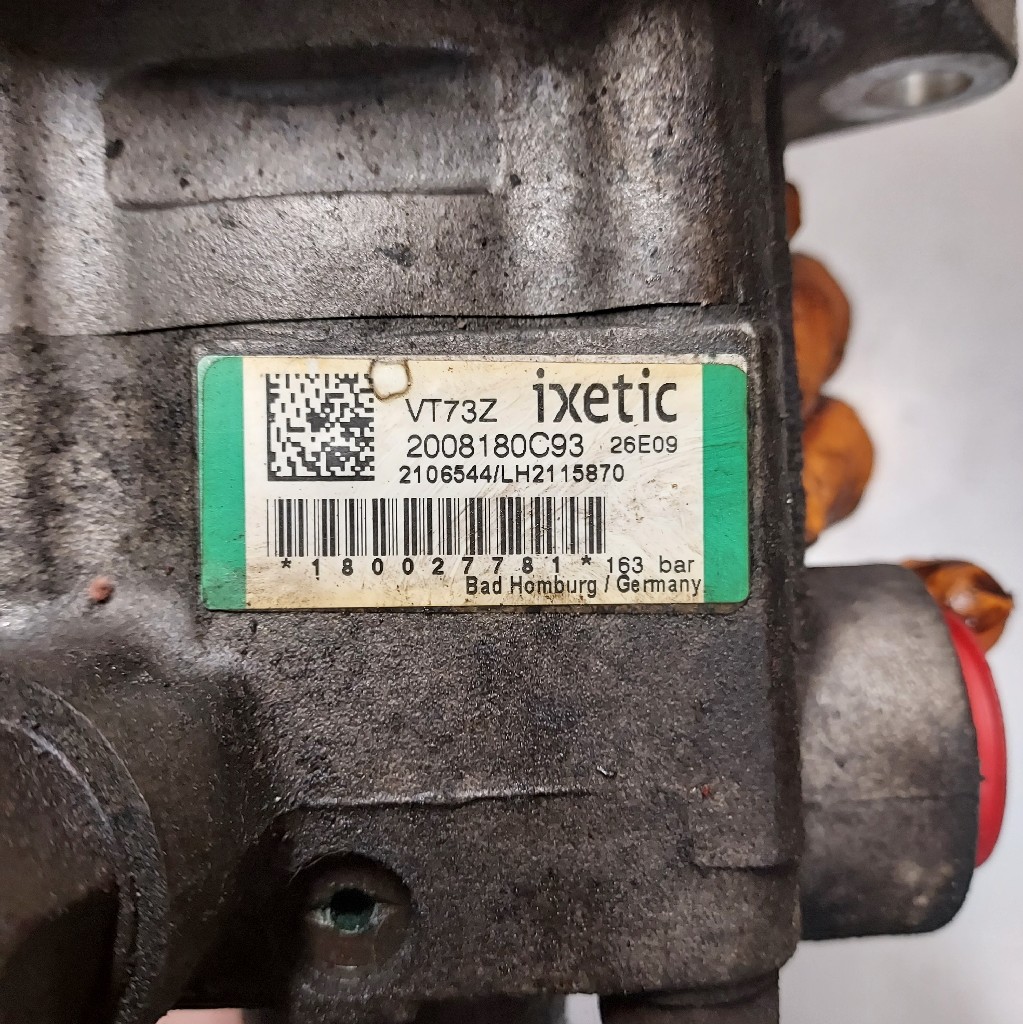 VT73Z ixetic
2008180C93 26E09
2106544/LH2115870
*180027781* 163 bar
Bad Homburg / Germany